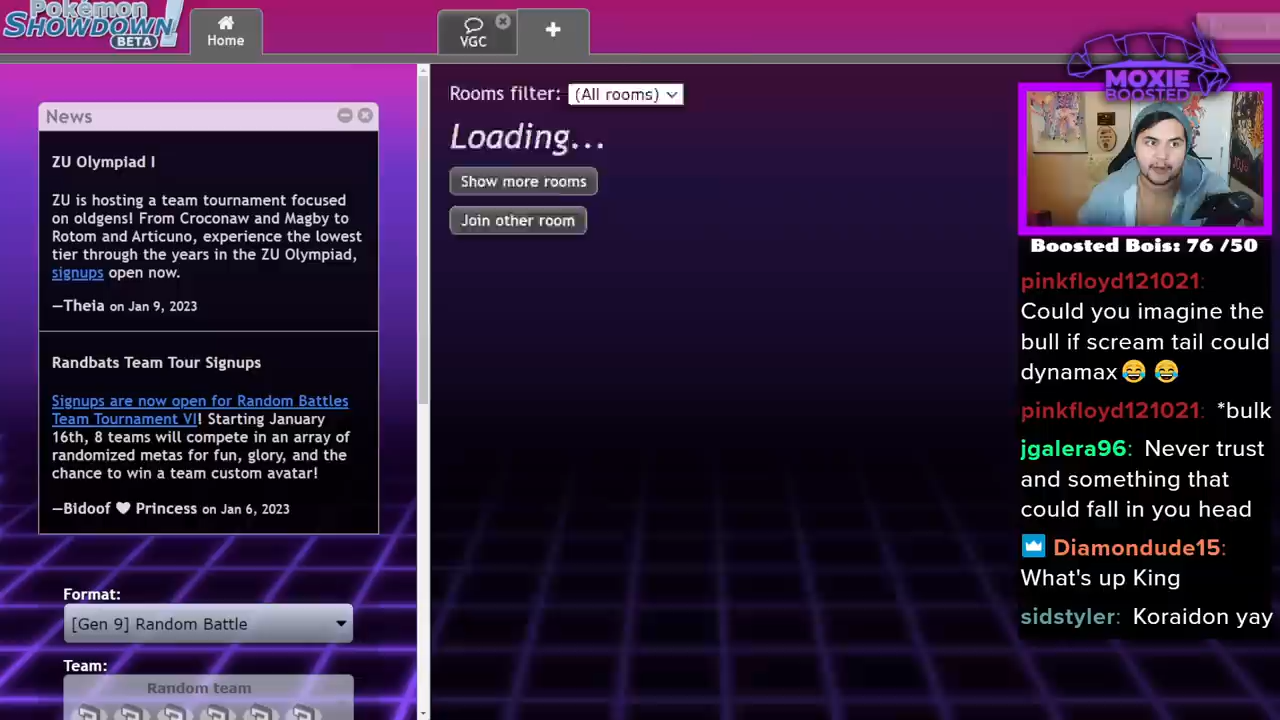 Pokémon
SHOWDOWN!
BETA
Home
VGC
News
ZU Olympiad I
ZU is hosting a team tournament focused
on oldgens! From Croconaw and Magby to
Rotom and Articuno, experience the lowest
tier through the years in the ZU Olympiad,
signups open now.
—Theia on Jan 9, 2023
Randbats Team Tour Signups
Signups are now open for Random Battles
Team Tournament VI! Starting January
16th, 8 teams will compete in an array of
randomized metas for fun, glory, and the
chance to win a team custom avatar!
—Bidoof ♥ Princess on Jan 6, 2023
Format:
[Gen 9] Random Battle
Team:
Random team
Rooms filter: (All rooms)
Loading...
Show more rooms
Join other room
MOXIE
BOOSTED
Boosted Bois: 76 /50
pinkfloyd121021:
Could you imagine the
bull if scream tail could
dynamax😂 😂
pinkfloyd121021: *bulk
jgalera96: Never trust
and something that
could fall in you head
Diamondude15:
What's up King
sidstyler: Koraidon yay